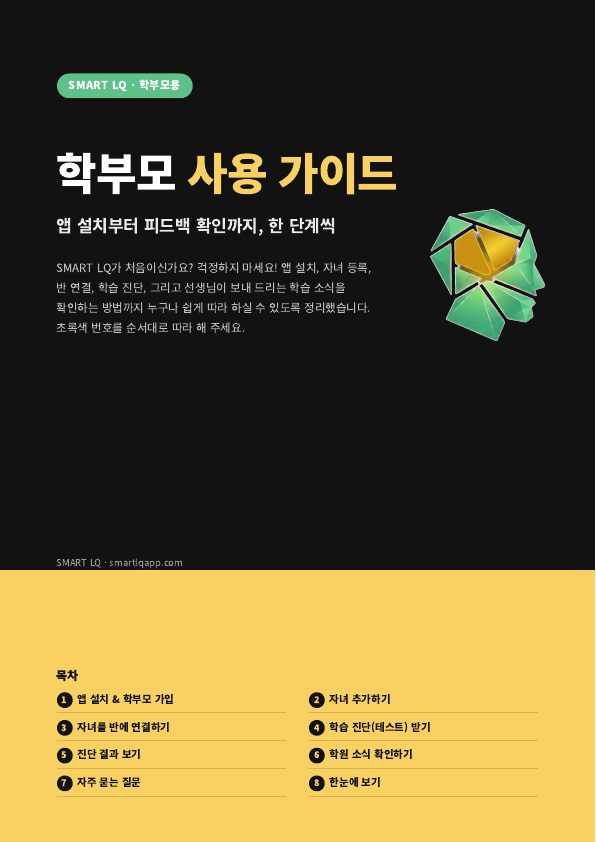 SMART LQ · 학부모용
학부모 사용 가이드
앱 설치부터 피드백 확인까지, 한 단계씩
SMART LQ가 처음이신가요? 걱정하지 마세요! 앱 설치, 자녀 등록,
반 연결, 학습 진단, 그리고 선생님이 보내 드리는 학습 소식을
확인하는 방법까지 누구나 쉽게 따라 하실 수 있도록 정리했습니다.
초록색 번호를 순서대로 따라 해 주세요.
SMART LQ · smartlqapp.com
목차
1 앱 설치 & 학부모 가입
2 자녀 추가하기
3 자녀를 반에 연결하기
4 학습 진단(테스트) 받기
5 진단 결과 보기
6 학원 소식 확인하기
7 자주 묻는 질문
8 한눈에 보기